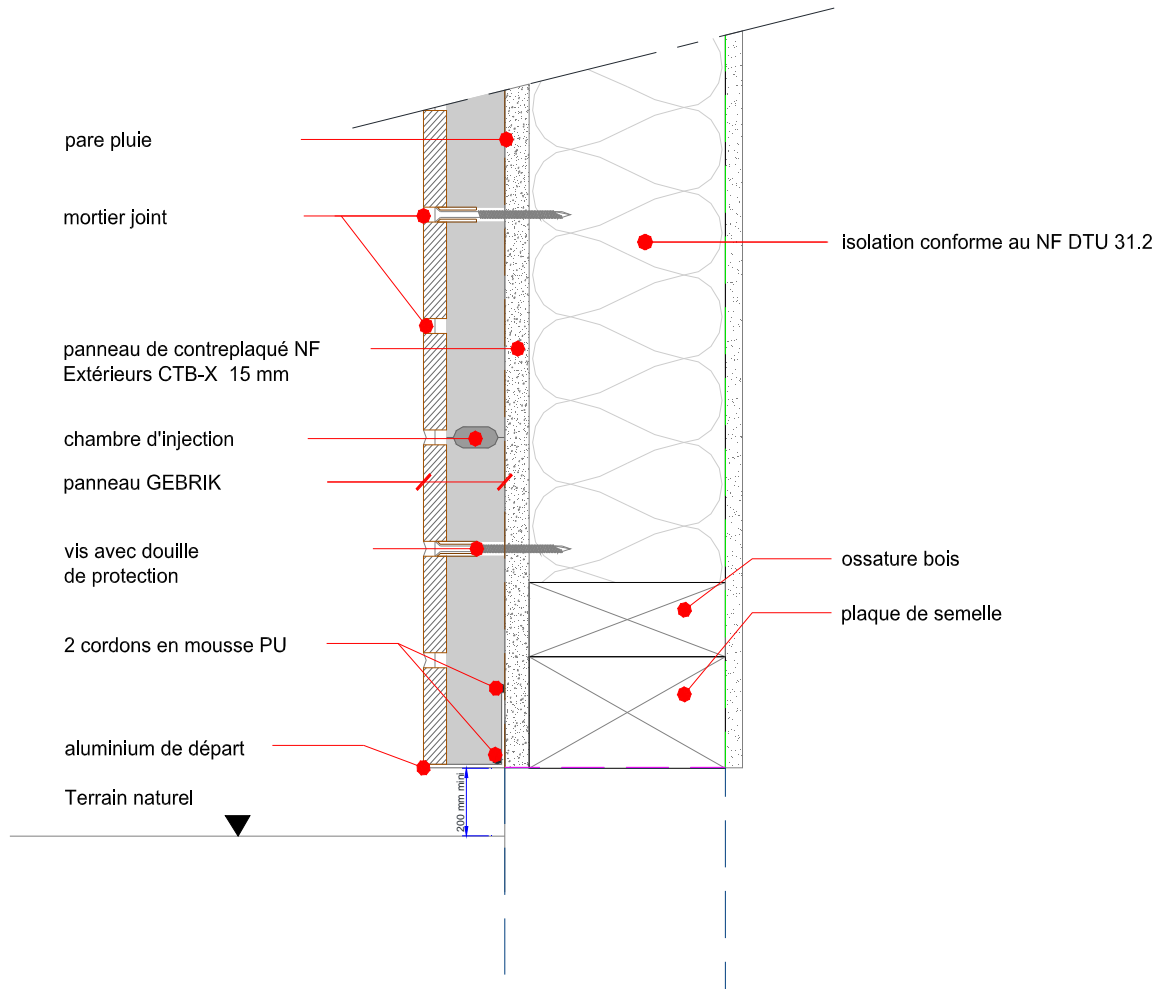 pare pluie
mortier joint
isolation conforme au NF DTU 31.2
panneau de contreplaqué NF
Extérieurs CTB-X 15 mm
chambre d'injection
panneau GEBRIK
vis avec douille
de protection
ossature bois
plaque de semelle
2 cordons en mousse PU
aluminium de départ
Terrain naturel
200 mm mini